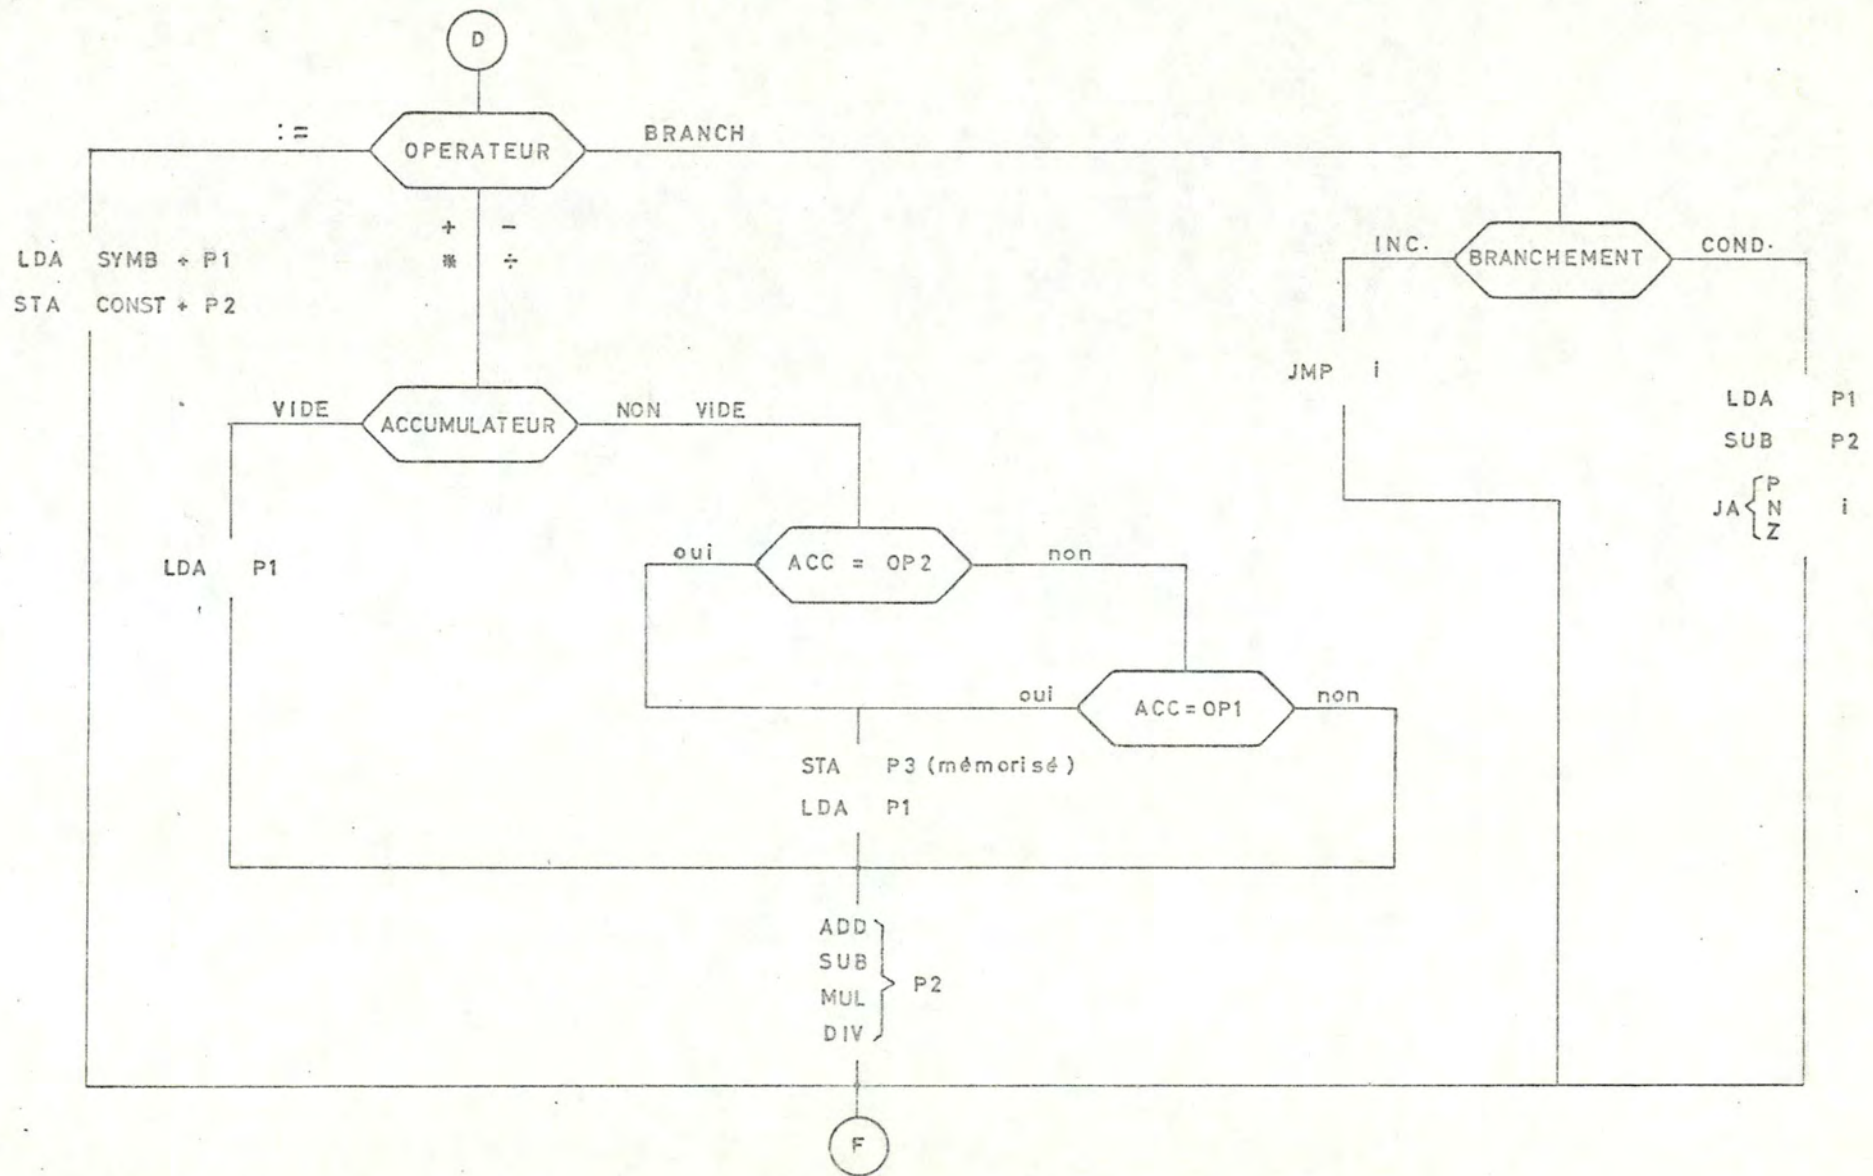 D
:= OPERATEUR BRANCH
+ -
* ÷
LDA SYMB + P1
STA CONST + P2
INC. BRANCHEMENT COND.
JMP i
LDA P1
SUB P2
JA { P N Z i
VIDE ACCUMULATEUR NON VIDE
LDA P1
oui ACC = OP2 non
oui ACC=OP1 non
STA P3 (mémorisé)
LDA P1
ADD
SUB
MUL
DIV
} P2
F